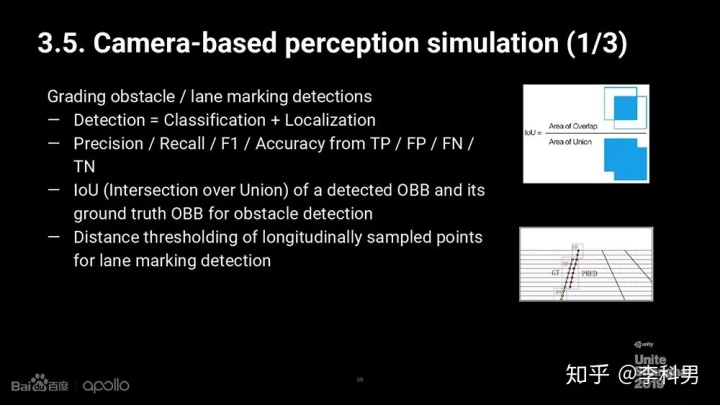 3.5. Camera-based perception simulation (1/3)
Grading obstacle / lane marking detections
— Detection = Classification + Localization
— Precision / Recall / F1 / Accuracy from TP / FP / FN /
TN
— IoU (Intersection over Union) of a detected OBB and its
ground truth OBB for obstacle detection
— Distance thresholding of longitudinally sampled points
for lane marking detection
IoU =
Area of Overlap
Area of Union
GT
PRED
Bai百度
apollo
58
unity
Unite
2019
知乎 @李科男